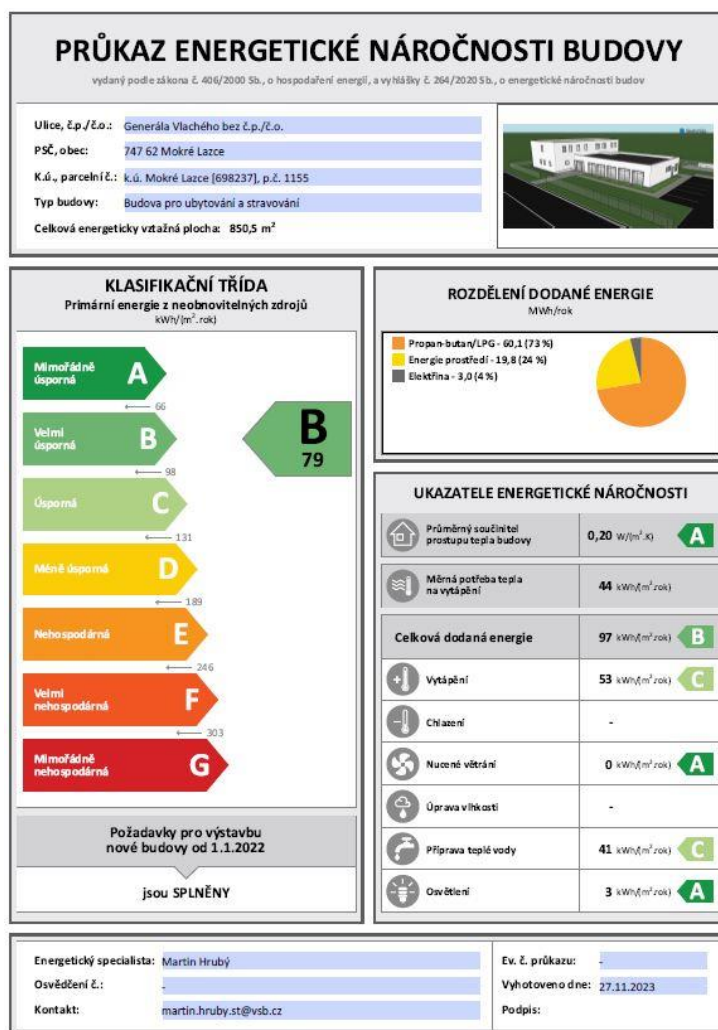 PRŮKAZ ENERGETICKÉ NÁROČNOSTI BUDOVY
vydaný podle zákona č. 406/2000 Sb., o hospodaření energií, a vyhlášky č. 264/2020 Sb., o energetické náročnosti budov
Ulice, č.p./č.o.: Generála Vlachého bez č.p./č.o.
PSČ, obec: 747 62 Mokré Lazce
K.ú., parcelní č.: k.ú. Mokré Lazce [698237], p.č. 1155
Typ budovy: Budova pro ubytování a stravování
Celková energeticky vztažná plocha: 850,5 m²
KLASIFIKAČNÍ TŘÍDA
Primární energie z neobnovitelných zdrojů
kWh/(m².rok)
Mimořádně úsporná A
66
Velmi úsporná B
98
Úsporná C
131
Méně úsporná D
189
Nehospodárná E
246
Velmi nehospodárná F
303
Mimořádně nehospodárná G
B
79
Požadavky pro výstavbu
nové budovy od 1.1.2022
jsou SPLNĚNY
ROZDĚLENÍ DODANÉ ENERGIE
MWh/rok
Propan-butan/LPG - 60,1 (73 %)
Energie prostředí - 19,8 (24 %)
Elektřina - 3,0 (4 %)
UKAZATELE ENERGETICKÉ NÁROČNOSTI
Průměrný součinitel
prostupu tepla budovy 0,20 W/(m².K) A
Měrná potřeba tepla
na vytápění 44 kWh/(m².rok)
Celková dodaná energie 97 kWh/(m².rok) B
Vytápění 53 kWh/(m².rok) C
Chlazení -
Nucené větrání 0 kWh/(m².rok) A
Úprava vlhkosti -
Příprava teplé vody 41 kWh/(m².rok) C
Osvětlení 3 kWh/(m².rok) A
Energetický specialista: Martin Hrubý
Osvědčení č.: -
Kontakt: martin.hruby.st@vsb.cz
Ev. č. průkazu: -
Vyhotoveno dne: 27.11.2023
Podpis: